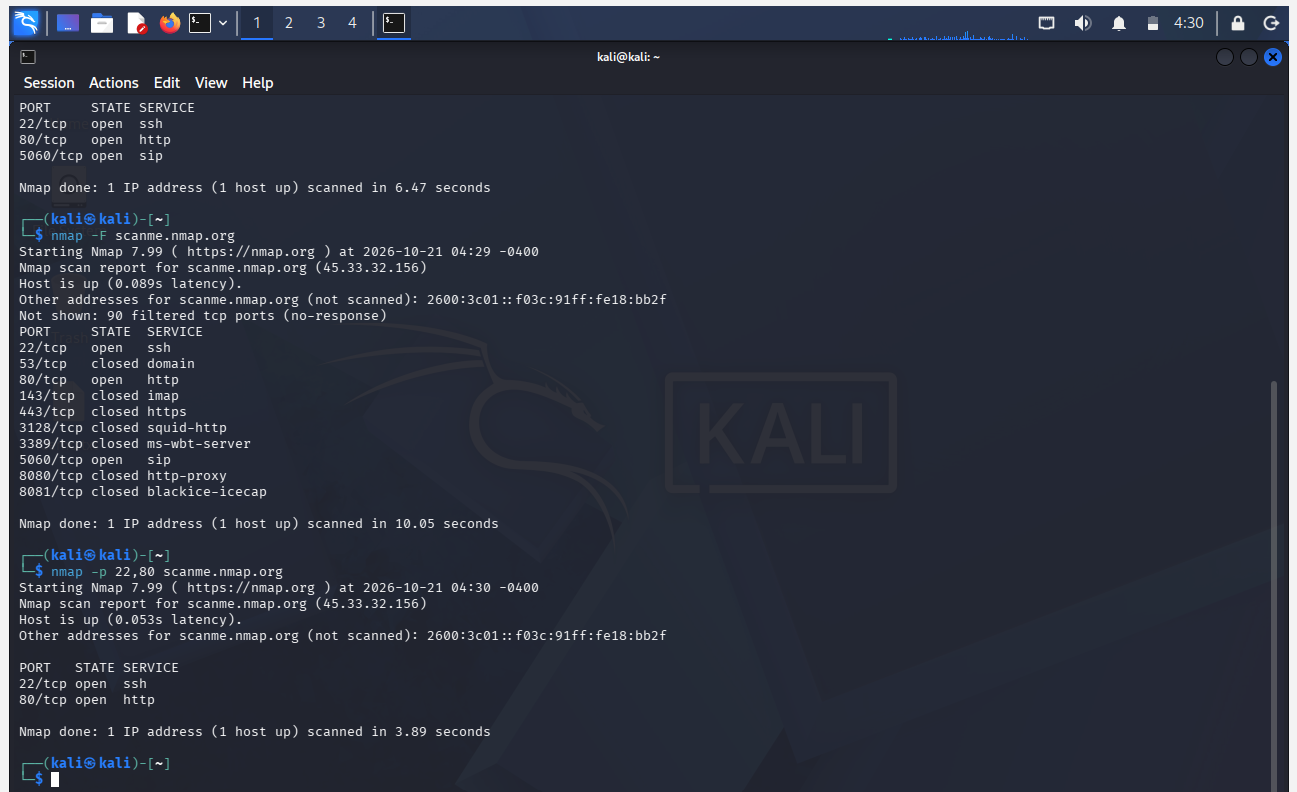 1 2 3 4 4:30
kali@kali: ~
Session Actions Edit View Help
PORT     STATE SERVICE
22/tcp   open  ssh
80/tcp   open  http
5060/tcp open  sip
Nmap done: 1 IP address (1 host up) scanned in 6.47 seconds
┌──(kali㉿kali)-[~]
└─$ nmap -F scanme.nmap.org
Starting Nmap 7.99 ( https://nmap.org ) at 2026-10-21 04:29 -0400
Nmap scan report for scanme.nmap.org (45.33.32.156)
Host is up (0.089s latency).
Other addresses for scanme.nmap.org (not scanned): 2600:3c01::f03c:91ff:fe18:bb2f
Not shown: 90 filtered tcp ports (no-response)
PORT     STATE  SERVICE
22/tcp   open   ssh
53/tcp   closed domain
80/tcp   open   http
143/tcp  closed imap
443/tcp  closed https
3128/tcp closed squid-http
3389/tcp closed ms-wbt-server
5060/tcp open   sip
8080/tcp closed http-proxy
8081/tcp closed blackice-icecap
KALI
Nmap done: 1 IP address (1 host up) scanned in 10.05 seconds
┌──(kali㉿kali)-[~]
└─$ nmap -p 22,80 scanme.nmap.org
Starting Nmap 7.99 ( https://nmap.org ) at 2026-10-21 04:30 -0400
Nmap scan report for scanme.nmap.org (45.33.32.156)
Host is up (0.053s latency).
Other addresses for scanme.nmap.org (not scanned): 2600:3c01::f03c:91ff:fe18:bb2f
PORT   STATE SERVICE
22/tcp open  ssh
80/tcp open  http
Nmap done: 1 IP address (1 host up) scanned in 3.89 seconds
┌──(kali㉿kali)-[~]
└─$